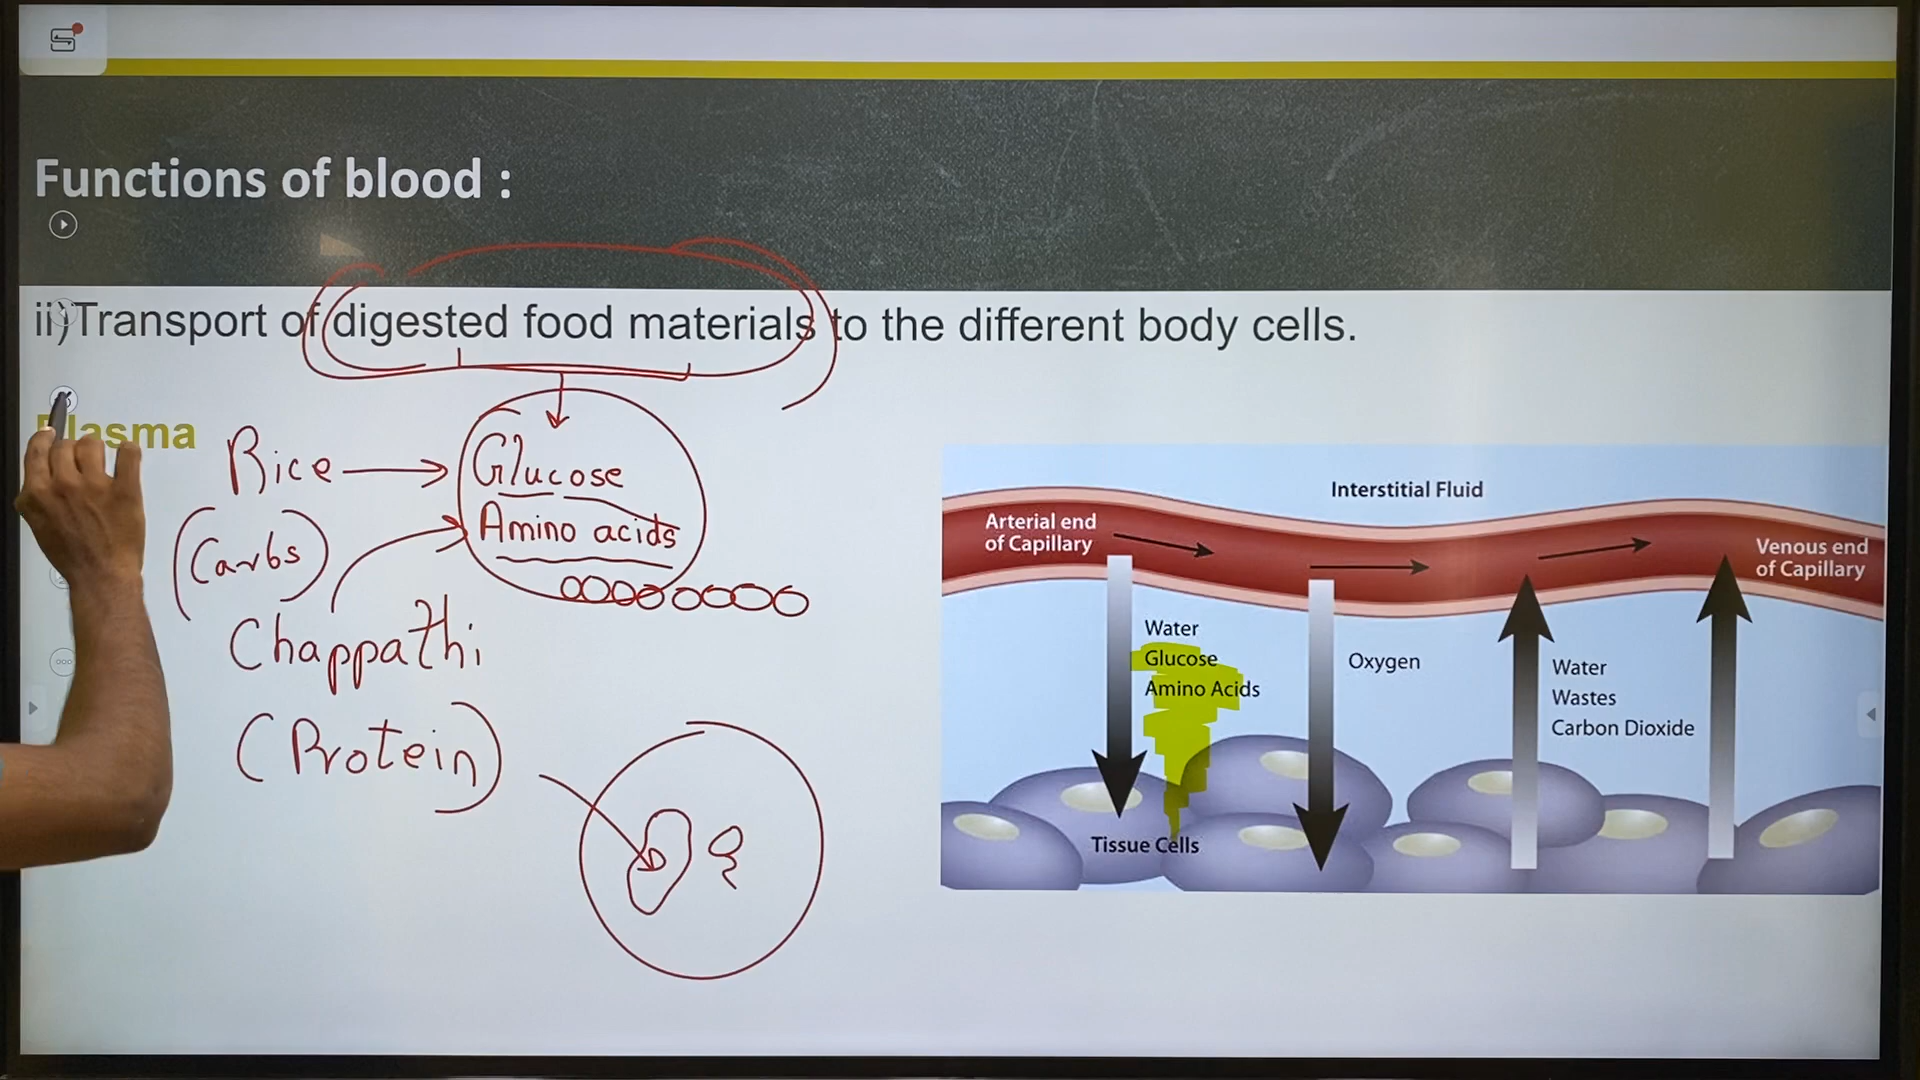 Functions of blood :
ii) Transport of digested food materials to the different body cells.
Plasma
Rice
Glucose
(Carbs)
Amino acids
Chappathi
(Protein)
Interstitial Fluid
Arterial end
of Capillary
Venous end
of Capillary
Water
Glucose
Amino Acids
Oxygen
Water
Wastes
Carbon Dioxide
Tissue Cells